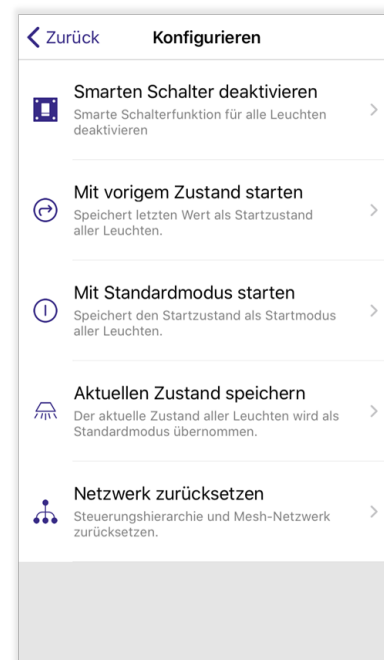 Zurück Konfigurieren
Smarten Schalter deaktivieren
Smarte Schalterfunktion für alle Leuchten
deaktivieren
Mit vorigem Zustand starten
Speichert letzten Wert als Startzustand
aller Leuchten.
Mit Standardmodus starten
Speichert den Startzustand als Startmodus
aller Leuchten.
Aktuellen Zustand speichern
Der aktuelle Zustand aller Leuchten wird als
Standardmodus übernommen.
Netzwerk zurücksetzen
Steuerungshierarchie und Mesh-Netzwerk
zurücksetzen.